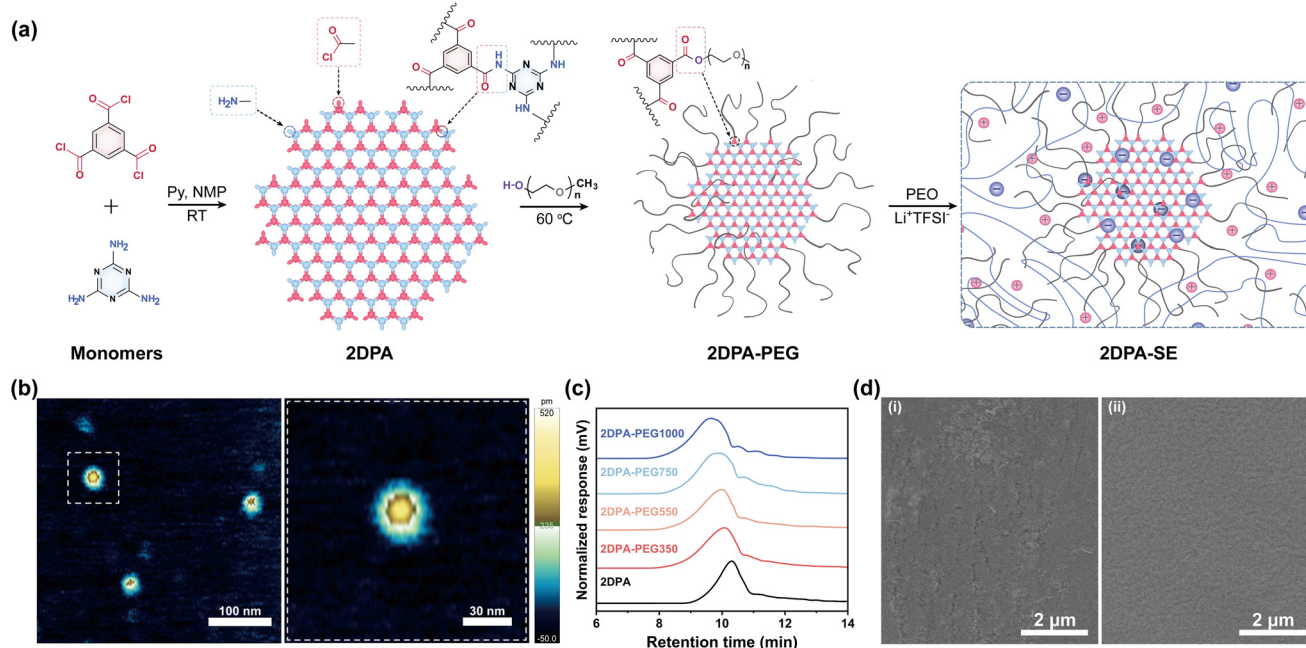 (a)
O
Cl
H₂N
O
Cl
Cl
O
Cl
O
+
NH₂
N
N
N
H₂N
NH₂
Py, NMP
RT
O
O
H
N
O
N
N
N
NH
HN
H-O
O
n
CH₃
60 °C
O
O
O
O
O
n
PEO
Li⁺TFSI⁻
Monomers
2DPA
2DPA-PEG
2DPA-SE
(b)
100 nm
30 nm
pm
520
235
-50.0
(c)
Normalized response (mV)
2DPA-PEG1000
2DPA-PEG750
2DPA-PEG550
2DPA-PEG350
2DPA
6 8 10 12 14
Retention time (min)
(d)
(i)
2 μm
(ii)
2 μm